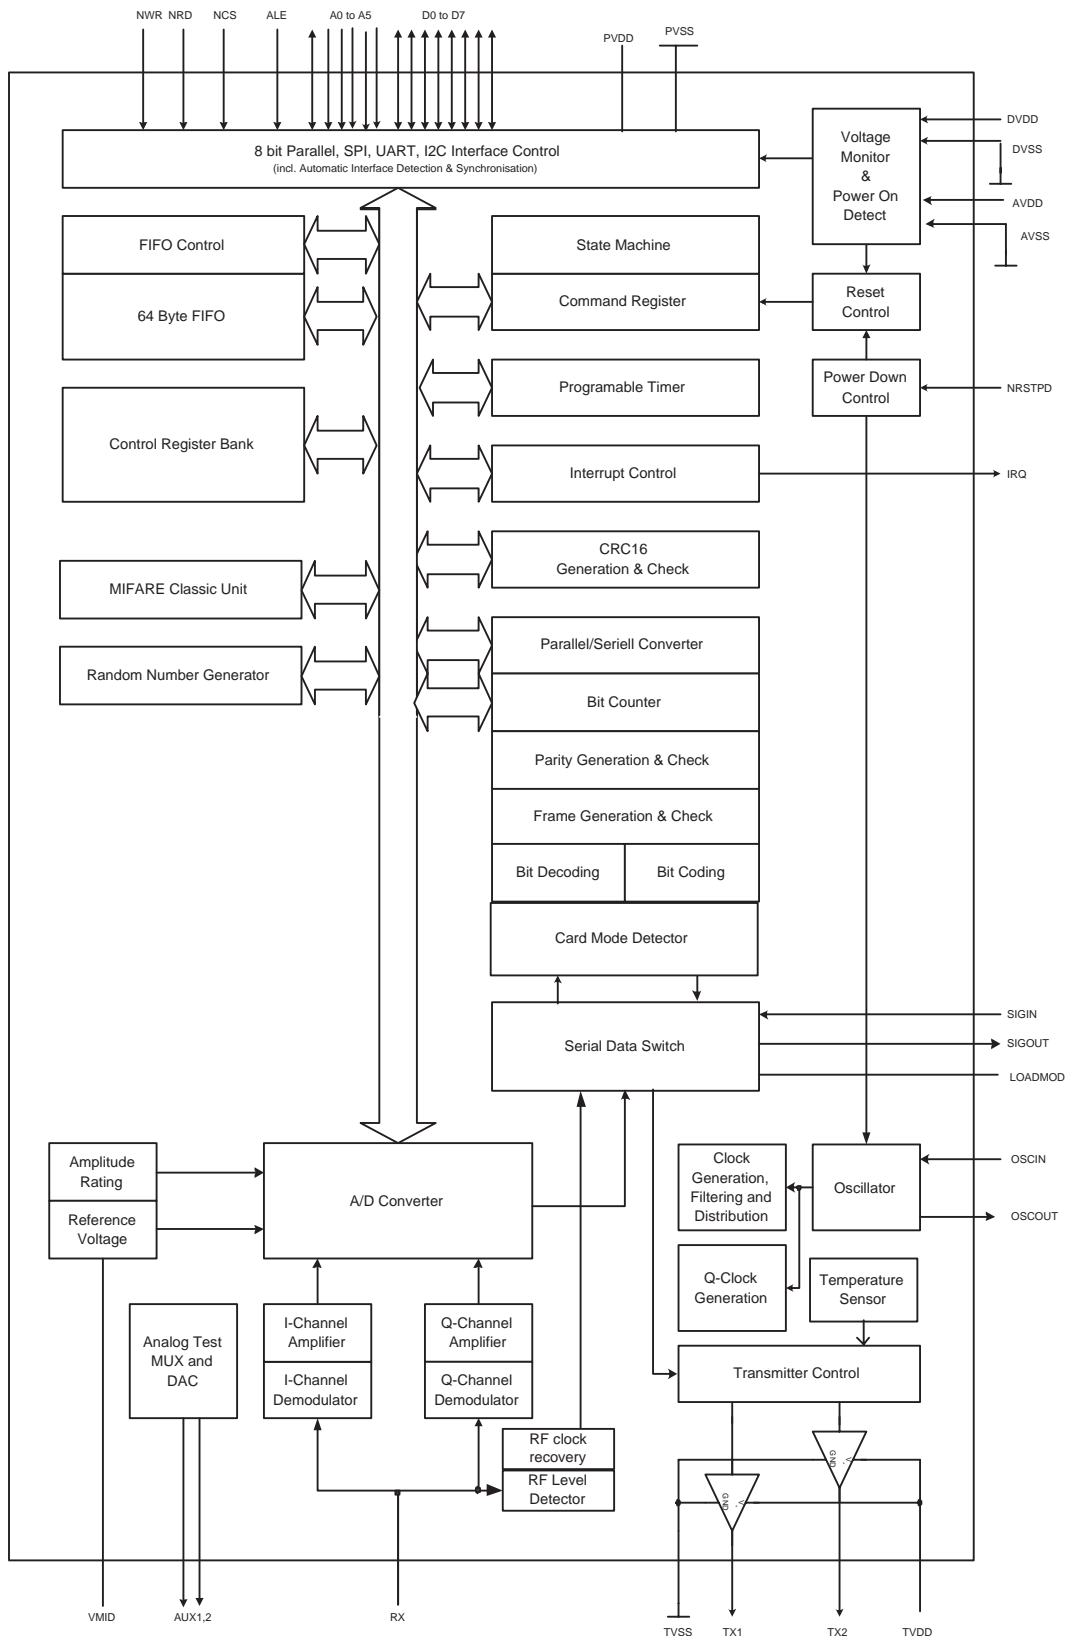 NWR NRD NCS ALE A0 to A5 D0 to D7
PVDD PVSS
8 bit Parallel, SPI, UART, I2C Interface Control
(incl. Automatic Interface Detection & Synchronisation)
Voltage
Monitor
&
Power On
Detect
DVDD
DVSS
AVDD
AVSS
FIFO Control
64 Byte FIFO
State Machine
Command Register
Reset
Control
Control Register Bank
Programable Timer
Power Down
Control
NRSTPD
Interrupt Control
IRQ
MIFARE Classic Unit
CRC16
Generation & Check
Random Number Generator
Parallel/Seriell Converter
Bit Counter
Parity Generation & Check
Frame Generation & Check
Bit Decoding
Bit Coding
Card Mode Detector
Serial Data Switch
SIGIN
SIGOUT
LOADMOD
Amplitude
Rating
Reference
Voltage
A/D Converter
Clock
Generation,
Filtering and
Distribution
Oscillator
OSCIN
OSCOUT
Q-Clock
Generation
Temperature
Sensor
Analog Test
MUX and
DAC
I-Channel
Amplifier
I-Channel
Demodulator
Q-Channel
Amplifier
Q-Channel
Demodulator
Transmitter Control
RF clock
recovery
RF Level
Detector
GND
V+
GND
V+
VMID AUX1,2 RX TVSS TX1 TX2 TVDD